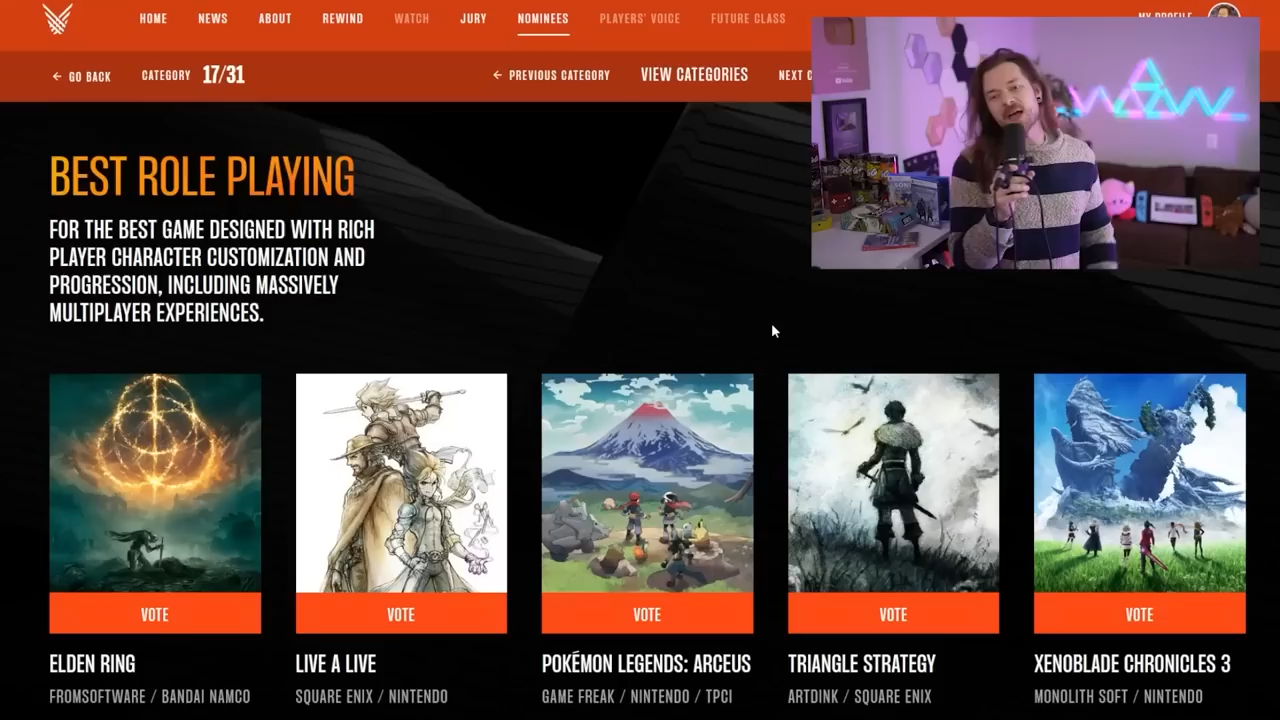 HOME NEWS ABOUT REWIND WATCH JURY NOMINEES PLAYERS' VOICE FUTURE CLASS MY PROFILE
← GO BACK CATEGORY 17/31 ← PREVIOUS CATEGORY VIEW CATEGORIES NEXT C
BEST ROLE PLAYING
FOR THE BEST GAME DESIGNED WITH RICH
PLAYER CHARACTER CUSTOMIZATION AND
PROGRESSION, INCLUDING MASSIVELY
MULTIPLAYER EXPERIENCES.
VOTE VOTE VOTE VOTE VOTE
ELDEN RING LIVE A LIVE POKÉMON LEGENDS: ARCEUS TRIANGLE STRATEGY XENOBLADE CHRONICLES 3
FROMSOFTWARE / BANDAI NAMCO SQUARE ENIX / NINTENDO GAME FREAK / NINTENDO / TPCI ARTDINK / SQUARE ENIX MONOLITH SOFT / NINTENDO